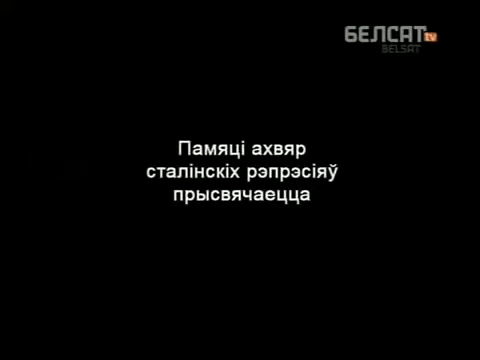 БЕЛСАТ tv
BELSAT
Памяці ахвяр
сталінскіх рэпрэсіяў
прысвячаецца